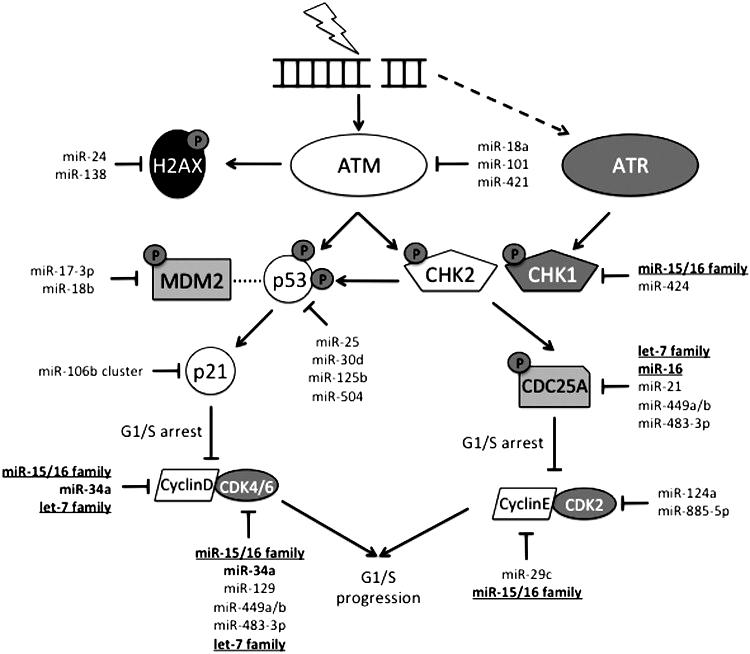 P
H2AX
miR-24
miR-138
ATM
miR-18a
miR-101
miR-421
ATR
miR-17-3p
miR-18b
P
MDM2
P
p53
P
P
CHK2
P
CHK1
miR-15/16 family
miR-424
miR-25
miR-30d
miR-125b
miR-504
miR-106b cluster
p21
P
CDC25A
let-7 family
miR-16
miR-21
miR-449a/b
miR-483-3p
G1/S arrest
G1/S arrest
miR-15/16 family
miR-34a
let-7 family
CyclinD
CDK4/6
CyclinE
CDK2
miR-124a
miR-885-5p
miR-15/16 family
miR-34a
miR-129
miR-449a/b
miR-483-3p
let-7 family
G1/S
progression
miR-29c
miR-15/16 family